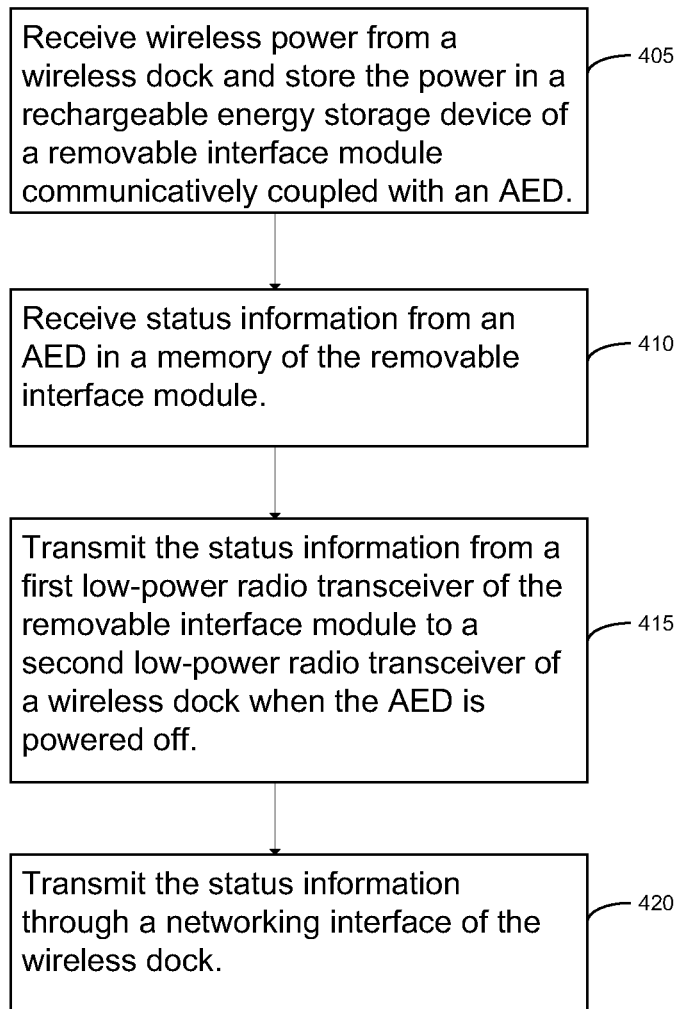 Receive wireless power from a
wireless dock and store the power in a
rechargeable energy storage device of
a removable interface module
communicatively coupled with an AED.
405
Receive status information from an
AED in a memory of the removable
interface module.
410
Transmit the status information from a
first low-power radio transceiver of the
removable interface module to a
second low-power radio transceiver of
a wireless dock when the AED is
powered off.
415
Transmit the status information
through a networking interface of the
wireless dock.
420